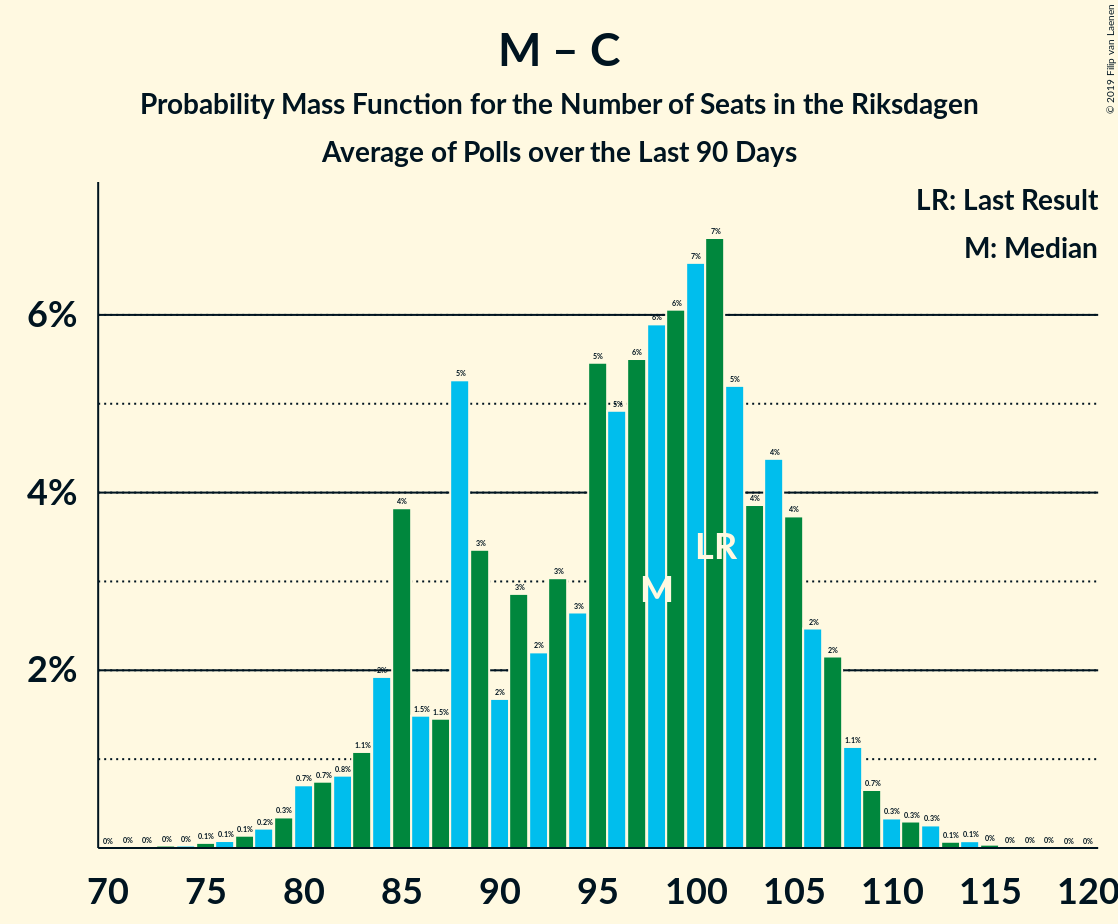 M – C
Probability Mass Function for the Number of Seats in the Riksdagen
Average of Polls over the Last 90 Days
© 2019 Filip van Laenen
LR: Last Result
M: Median
6%
4%
2%
0% 0% 0% 0% 0% 0.1% 0.1% 0.1% 0.2% 0.3% 0.7% 0.7% 0.8% 1.1% 2% 4% 1.5% 1.5% 5% 3% 2% 3% 2% 3% 3% 5% 5% 6% 6% 6% 7% 7% 5% 4% 4% 4% 2% 2% 1.1% 0.7% 0.3% 0.3% 0.3% 0.1% 0.1% 0% 0% 0% 0% 0% 0%
LR
M
70 75 80 85 90 95 100 105 110 115 120